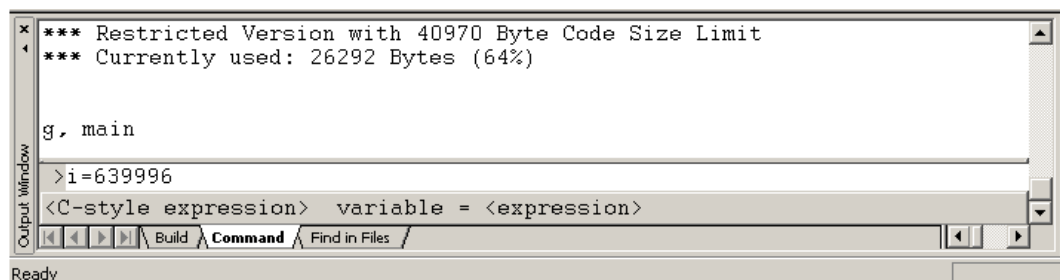 *** Restricted Version with 40970 Byte Code Size Limit
*** Currently used: 26292 Bytes (64%)
g, main
>i=639996
<C-style expression> variable = <expression>
Output Window
Build Command Find in Files
Ready